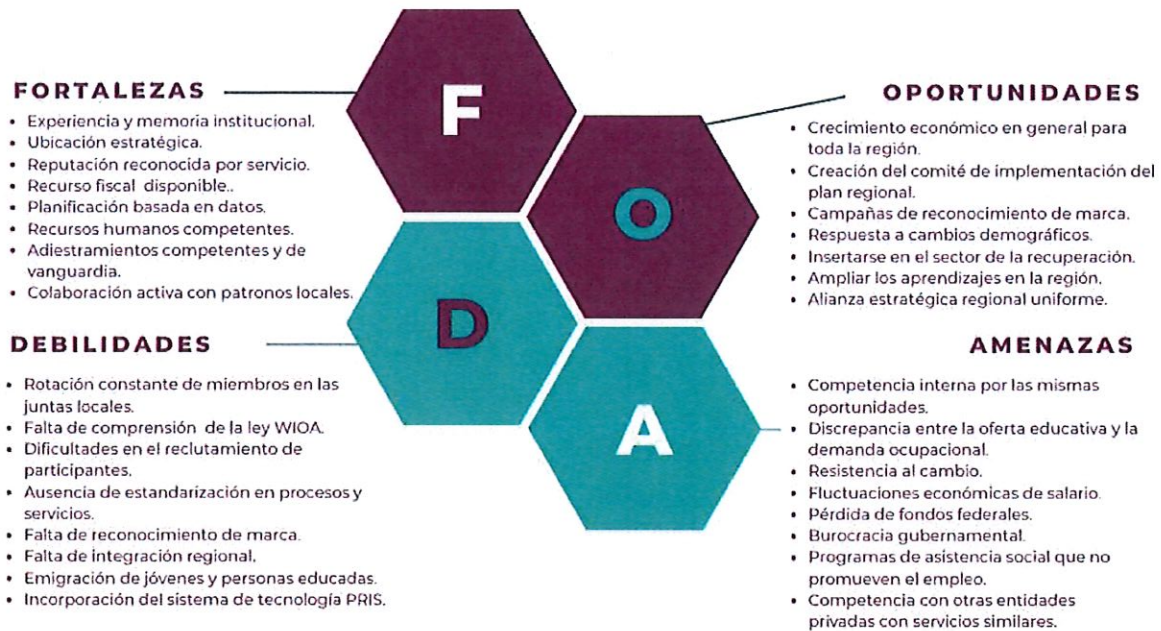 F
FORTALEZAS
• Experiencia y memoria institucional.
• Ubicación estratégica.
• Reputación reconocida por servicio.
• Recurso fiscal disponible..
• Planificación basada en datos.
• Recursos humanos competentes.
• Adiestramientos competentes y de
vanguardia.
• Colaboración activa con patronos locales.
O
OPORTUNIDADES
• Crecimiento económico en general para
toda la región.
• Creación del comité de implementación del
plan regional.
• Campañas de reconocimiento de marca.
• Respuesta a cambios demográficos.
• Insertarse en el sector de la recuperación.
• Ampliar los aprendizajes en la región.
• Alianza estratégica regional uniforme.
D
DEBILIDADES
• Rotación constante de miembros en las
juntas locales.
• Falta de comprensión de la ley WIOA.
• Dificultades en el reclutamiento de
participantes.
• Ausencia de estandarización en procesos y
servicios.
• Falta de reconocimiento de marca.
• Falta de integración regional.
• Emigración de jóvenes y personas educadas.
• Incorporación del sistema de tecnología PRIS.
A
AMENAZAS
• Competencia interna por las mismas
oportunidades.
• Discrepancia entre la oferta educativa y la
demanda ocupacional.
• Resistencia al cambio.
• Fluctuaciones económicas de salario.
• Pérdida de fondos federales.
• Burocracia gubernamental.
• Programas de asistencia social que no
promueven el empleo.
• Competencia con otras entidades
privadas con servicios similares.